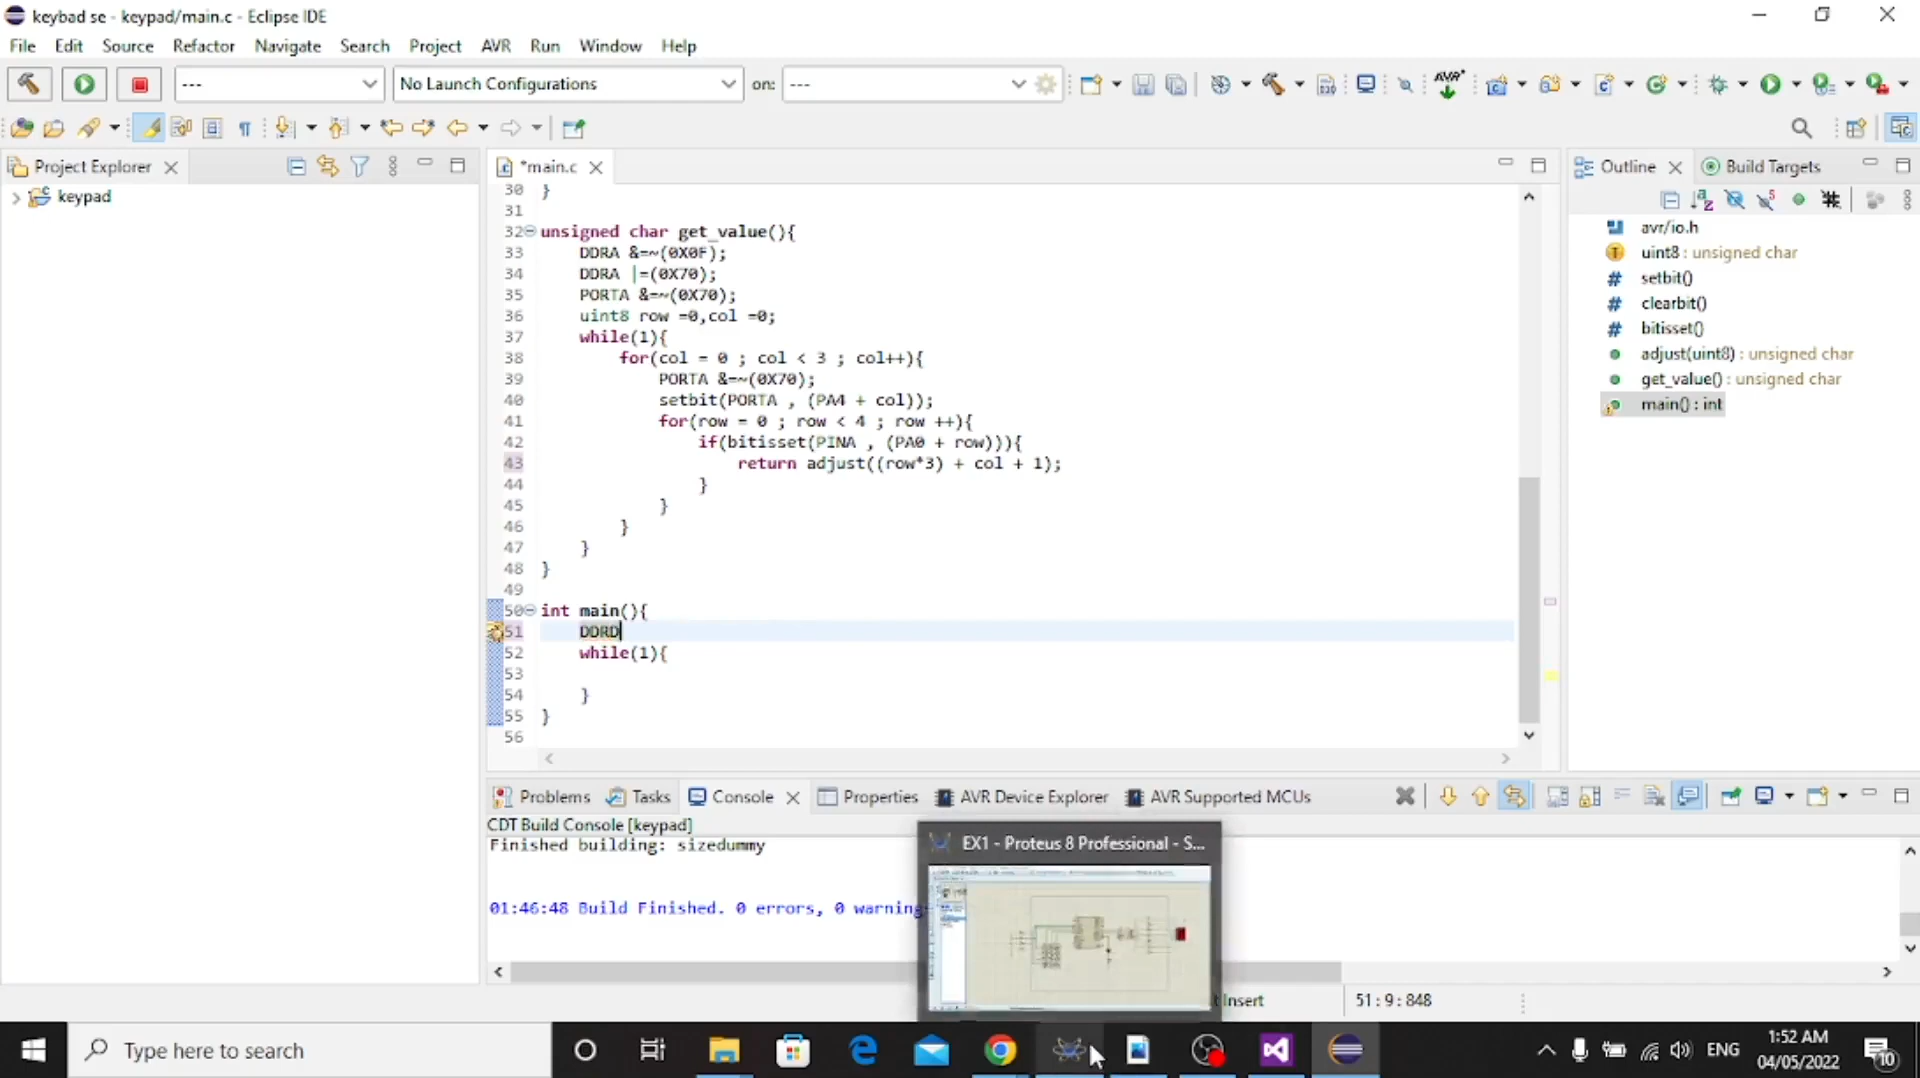 keybad se - keypad/main.c - Eclipse IDE
File Edit Source Refactor Navigate Search Project AVR Run Window Help
--- No Launch Configurations on: ---
AVR
Project Explorer
keypad
*main.c
30 }
31
32 unsigned char get_value(){
33 DDRA &=~(0X0F);
34 DDRA |=(0X70);
35 PORTA &=~(0X70);
36 uint8 row =0,col =0;
37 while(1){
38 for(col = 0 ; col < 3 ; col++){
39 PORTA &=~(0X70);
40 setbit(PORTA , (PA4 + col));
41 for(row = 0 ; row < 4 ; row ++){
42 if(bitisset(PINA , (PA0 + row))){
43 return adjust((row*3) + col + 1);
44 }
45 }
46 }
47 }
48 }
49
50 int main(){
51 DDRD
52 while(1){
53
54 }
55 }
56
Outline Build Targets
avr/io.h
uint8 : unsigned char
setbit()
clearbit()
bitisset()
adjust(uint8) : unsigned char
get_value() : unsigned char
main() : int
Problems Tasks Console Properties AVR Device Explorer AVR Supported MCUs
CDT Build Console [keypad]
Finished building: sizedummy
01:46:48 Build Finished. 0 errors, 0 warning
EX1 - Proteus 8 Professional - S...
Insert 51 : 9 : 848
Type here to search
ENG
1:52 AM
04/05/2022
10